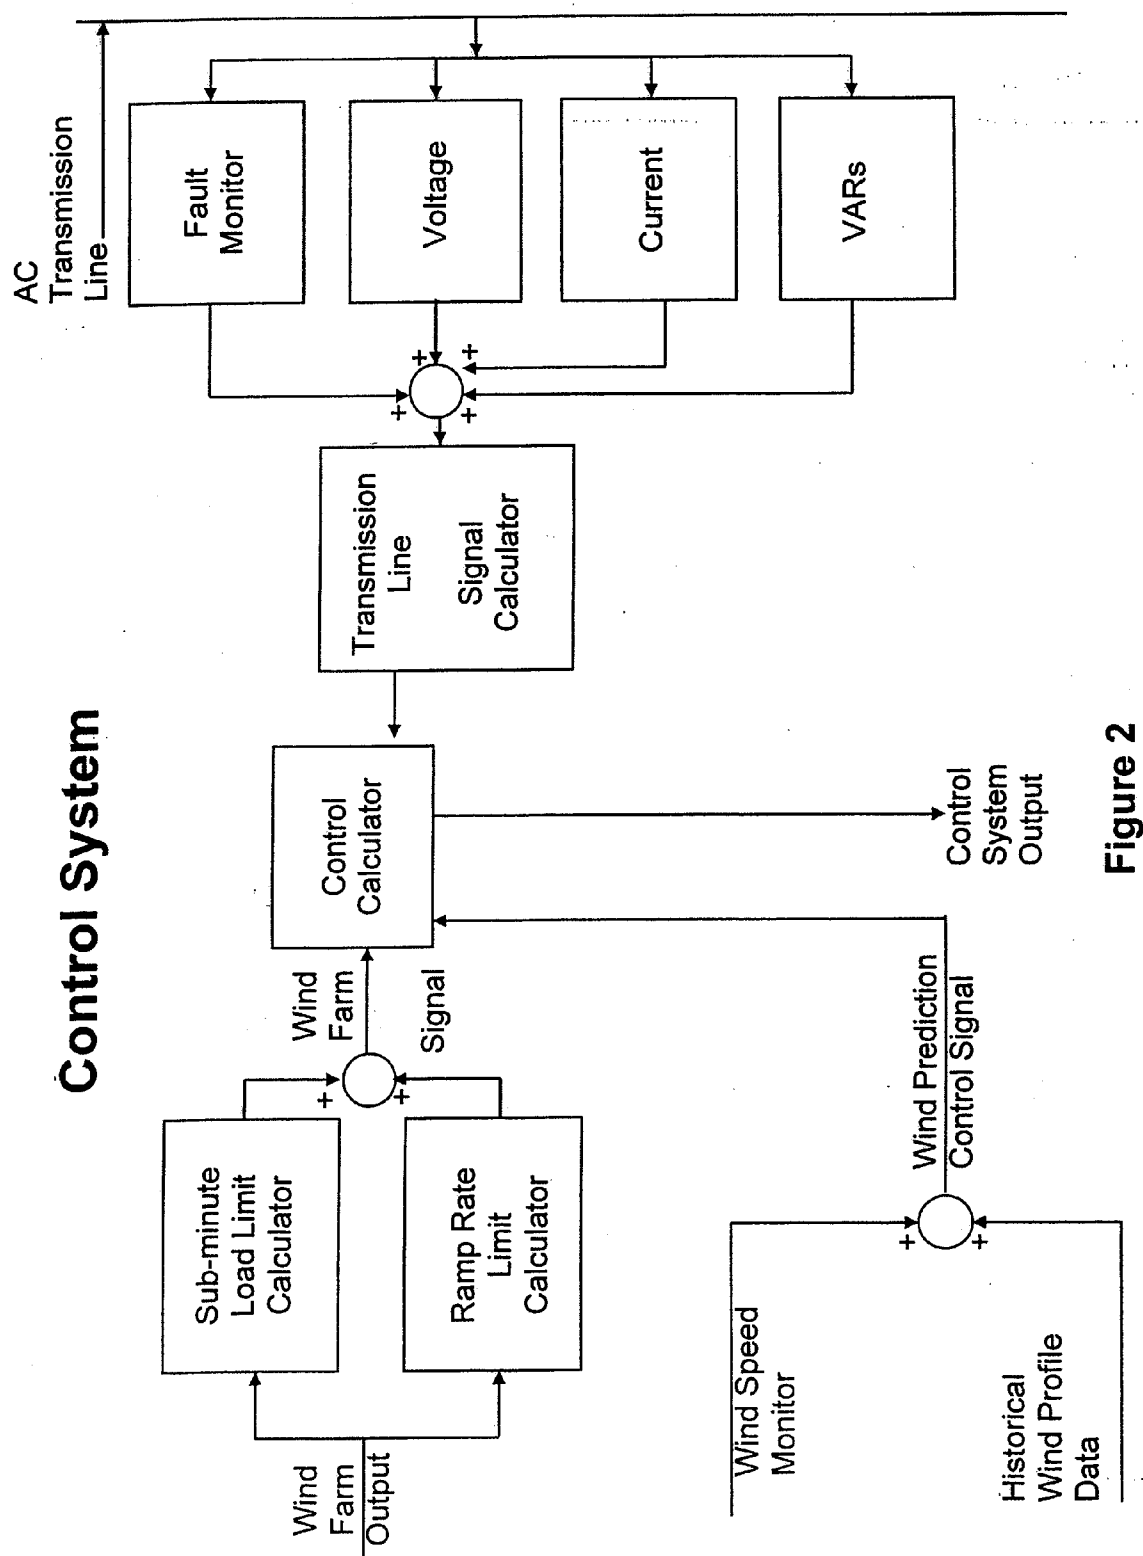 Control System
Wind
Farm
Output
Sub-minute
Load Limit
Calculator
Ramp Rate
Limit
Calculator
+
+
Wind
Farm
Signal
Control
Calculator
Transmission
Line
Signal
Calculator
+
+
+
+
Fault
Monitor
Voltage
Current
VARs
AC
Transmission
Line
Wind Speed
Monitor
Historical
Wind Profile
Data
+
+
Wind Prediction
Control Signal
Control
System
Output
Figure 2